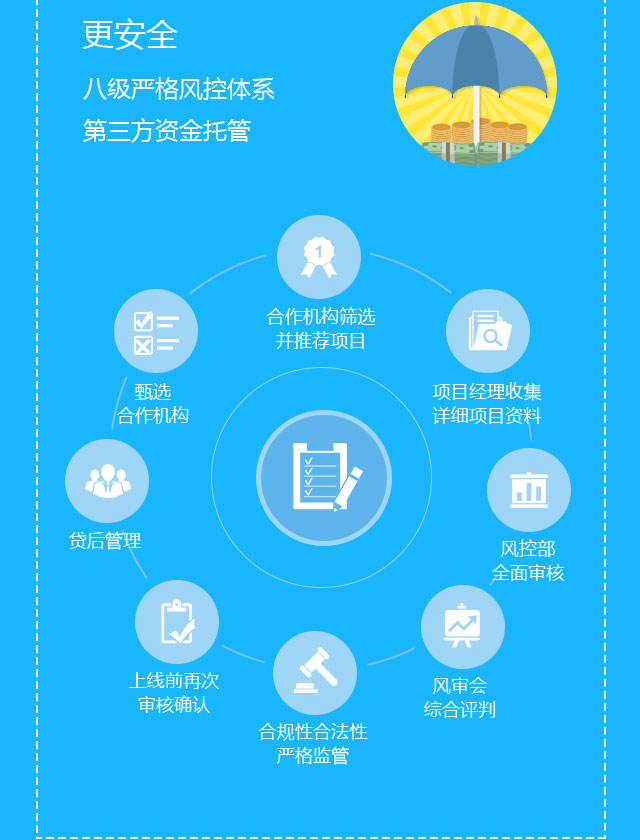 更安全
八级严格风控体系
第三方资金托管
1
合作机构筛选
并推荐项目
甄选
合作机构
项目经理收集
详细项目资料
贷后管理
风控部
全面审核
上线前再次
审核确认
风审会
综合评判
合规性合法性
严格监管